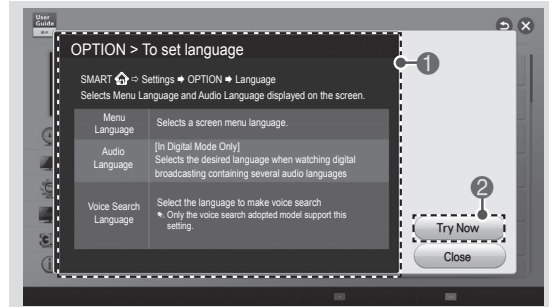 User
Guide
OPTION > To set language
❶
SMART ⇨ Settings ➡ OPTION ➡ Language
Selects Menu Language and Audio Language displayed on the screen.
Menu
Language
Selects a screen menu language.
Audio
Language
[In Digital Mode Only]
Selects the desired language when watching digital
broadcasting containing several audio languages
Voice Search
Language
Select the language to make voice search
Only the voice search adopted model support this
setting.
❷
Try Now
Close